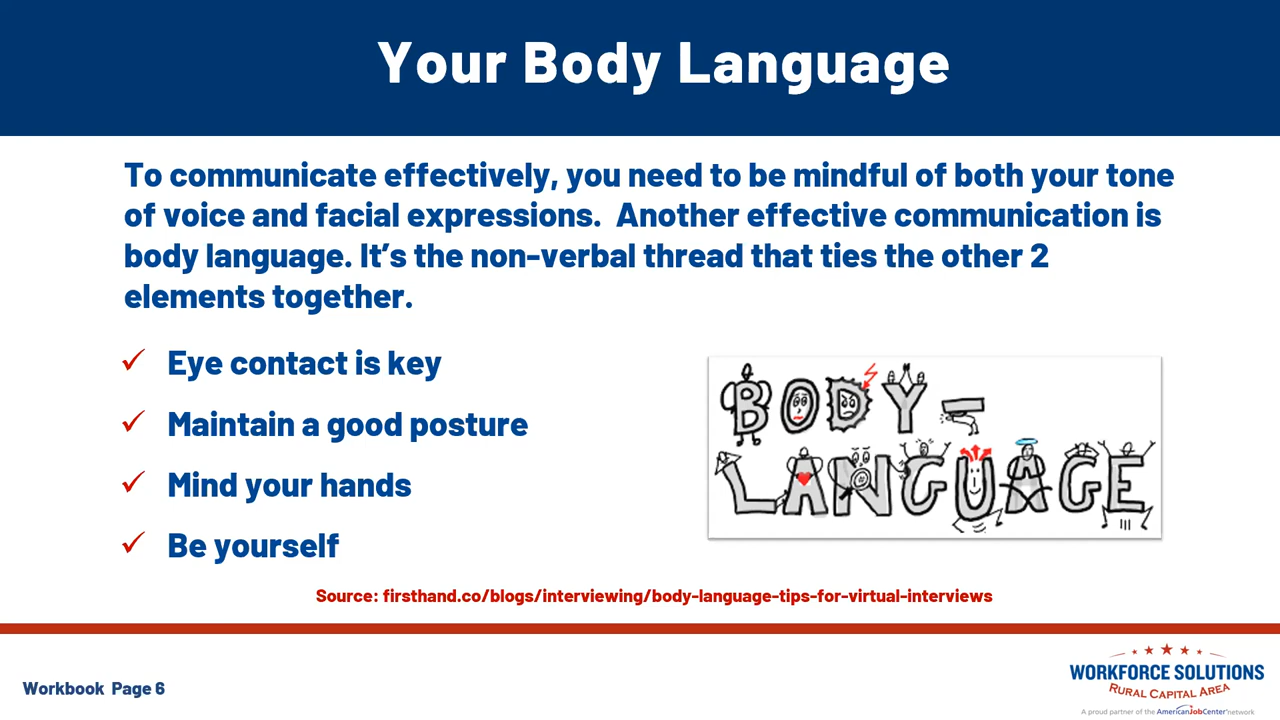 Your Body Language
To communicate effectively, you need to be mindful of both your tone
of voice and facial expressions.  Another effective communication is
body language. It’s the non-verbal thread that ties the other 2
elements together.
✓ Eye contact is key
✓ Maintain a good posture
✓ Mind your hands
✓ Be yourself
BODY-
LANGUAGE
Source: firsthand.co/blogs/interviewing/body-language-tips-for-virtual-interviews
Workbook  Page 6
WORKFORCE SOLUTIONS
RURAL CAPITAL AREA
A proud partner of the AmericanJobCenter network